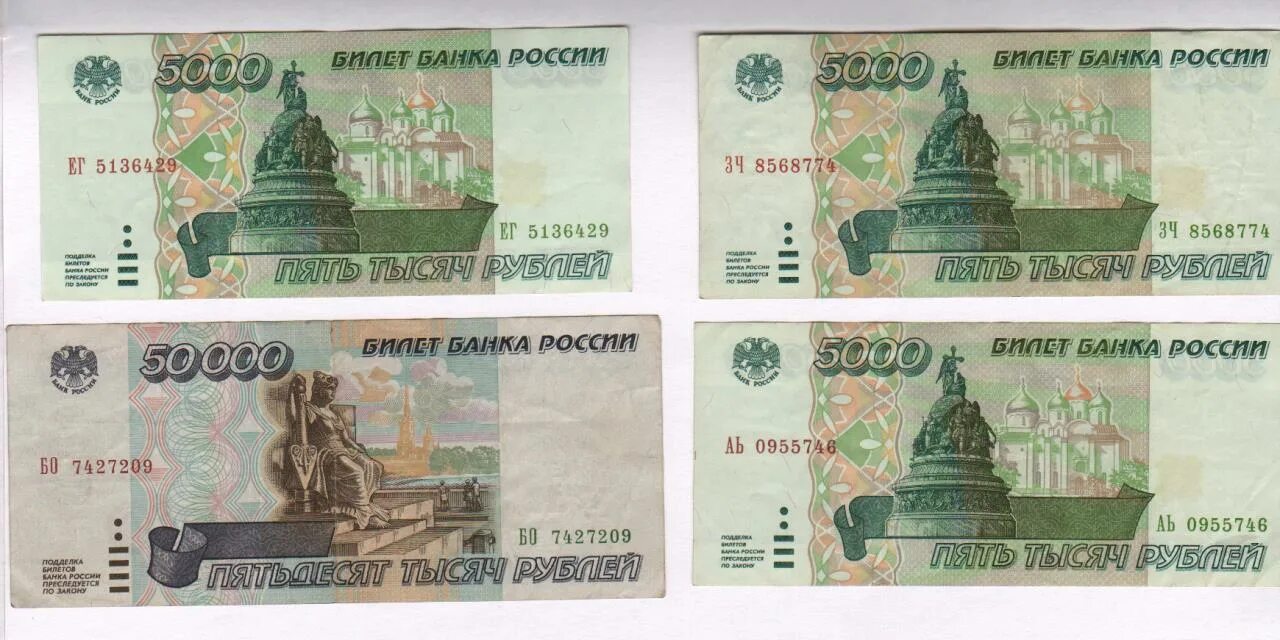 5000 БИЛЕТ БАНКА РОССИИ
БАНК РОССИИ
ЕГ 5136429
ЕГ 5136429
ПОДДЕЛКА
БИЛЕТОВ
БАНКА РОССИИ
ПРЕСЛЕДУЕТСЯ
ПО ЗАКОНУ
ПЯТЬ ТЫСЯЧ РУБЛЕЙ
5000 БИЛЕТ БАНКА РОССИИ
БАНК РОССИИ
ЗЧ 8568774
ЗЧ 8568774
ПОДДЕЛКА
БИЛЕТОВ
БАНКА РОССИИ
ПРЕСЛЕДУЕТСЯ
ПО ЗАКОНУ
ПЯТЬ ТЫСЯЧ РУБЛЕЙ
50000 БИЛЕТ БАНКА РОССИИ
БАНК РОССИИ
БО 7427209
БО 7427209
ПОДДЕЛКА
БИЛЕТОВ
БАНКА РОССИИ
ПРЕСЛЕДУЕТСЯ
ПО ЗАКОНУ
ПЯТЬДЕСЯТ ТЫСЯЧ РУБЛЕЙ
5000 БИЛЕТ БАНКА РОССИИ
БАНК РОССИИ
АЬ 0955746
АЬ 0955746
ПОДДЕЛКА
БИЛЕТОВ
БАНКА РОССИИ
ПРЕСЛЕДУЕТСЯ
ПО ЗАКОНУ
ПЯТЬ ТЫСЯЧ РУБЛЕЙ